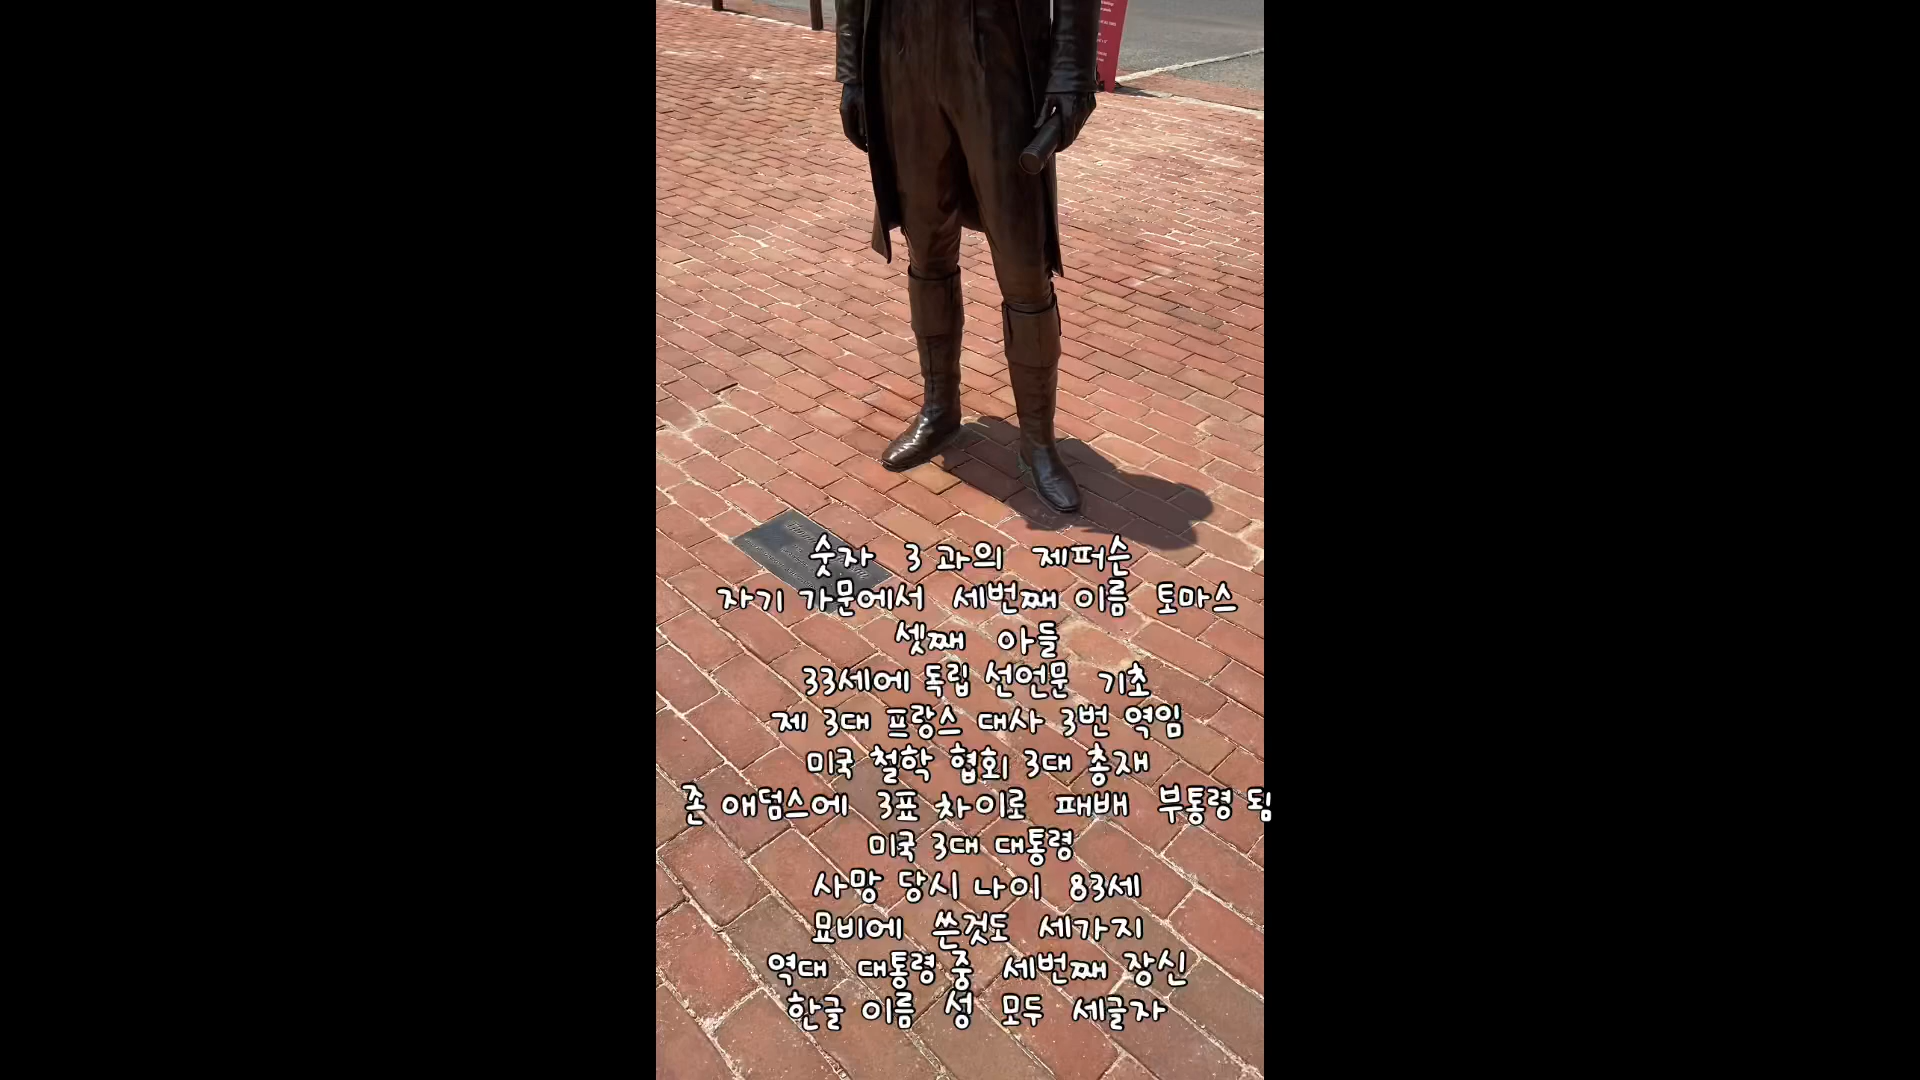 숫자 3 과의 제퍼슨
자기 가문에서 세번째 이름 토마스
셋째 아들
33세에 독립 선언문 기초
제 3대 프랑스 대사 3번 역임
미국 철학 협회 3대 총재
존 애덤스에 3표 차이로 패배 부통령 됨
미국 3대 대통령
사망 당시 나이 83세
묘비에 쓴것도 세가지
역대 대통령 중 세번째 장신
한글 이름 성 모두 세글자